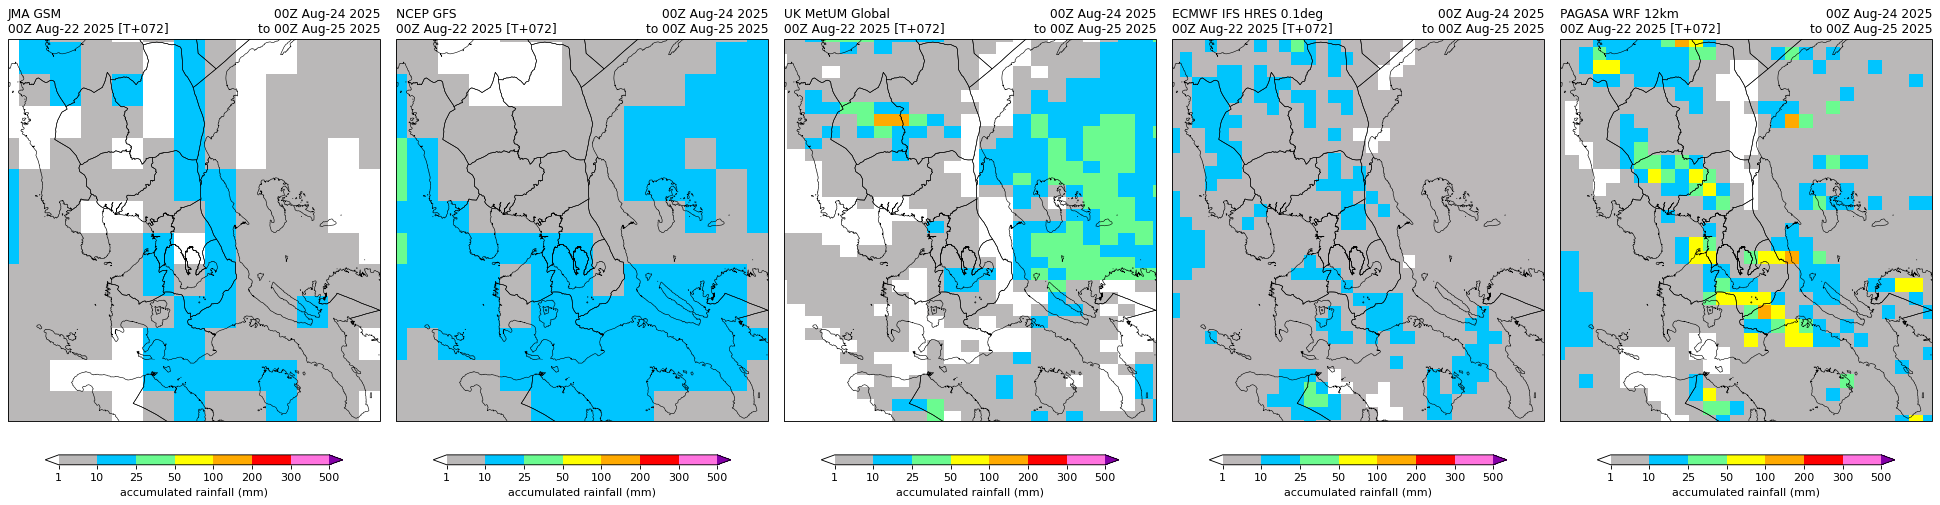 JMA GSM 00Z Aug-24 2025
00Z Aug-22 2025 [T+072] to 00Z Aug-25 2025
1 10 25 50 100 200 300 500
accumulated rainfall (mm)
NCEP GFS 00Z Aug-24 2025
00Z Aug-22 2025 [T+072] to 00Z Aug-25 2025
1 10 25 50 100 200 300 500
accumulated rainfall (mm)
UK MetUM Global 00Z Aug-24 2025
00Z Aug-22 2025 [T+072] to 00Z Aug-25 2025
1 10 25 50 100 200 300 500
accumulated rainfall (mm)
ECMWF IFS HRES 0.1deg 00Z Aug-24 2025
00Z Aug-22 2025 [T+072] to 00Z Aug-25 2025
1 10 25 50 100 200 300 500
accumulated rainfall (mm)
PAGASA WRF 12km 00Z Aug-24 2025
00Z Aug-22 2025 [T+072] to 00Z Aug-25 2025
1 10 25 50 100 200 300 500
accumulated rainfall (mm)